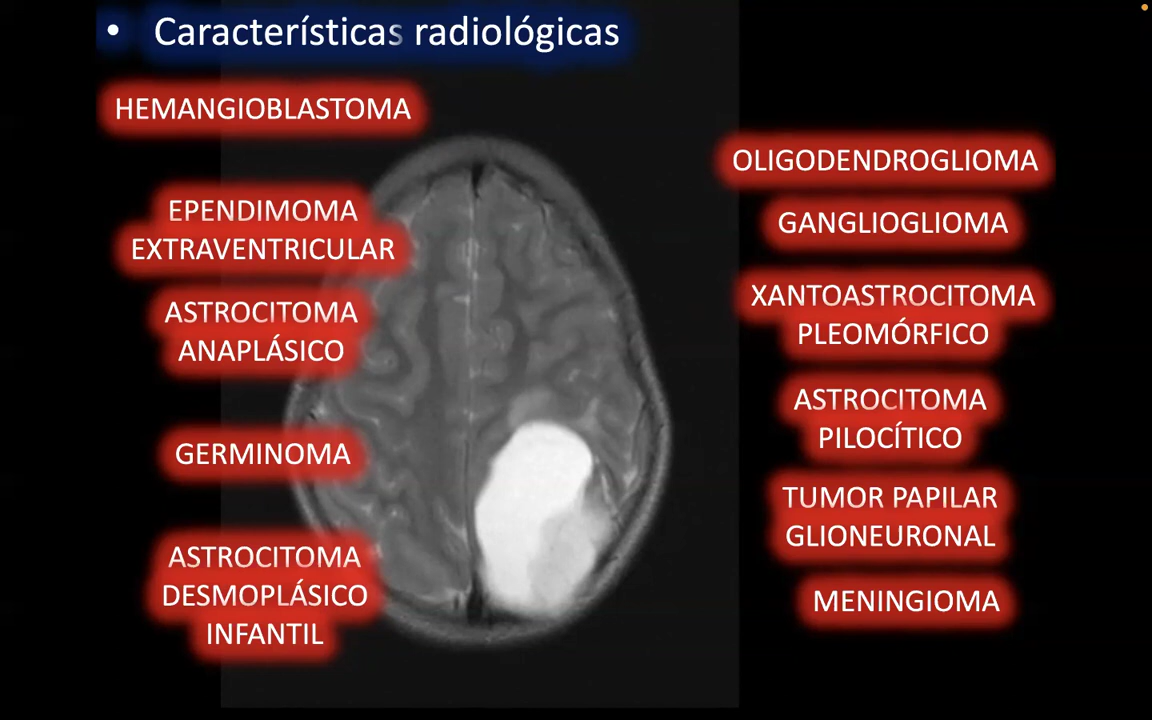 • Características radiológicas
HEMANGIOBLASTOMA
EPENDIMOMA
EXTRAVENTRICULAR
ASTROCITOMA
ANAPLÁSICO
GERMINOMA
ASTROCITOMA
DESMOPLÁSICO
INFANTIL
OLIGODENDROGLIOMA
GANGLIOGLIOMA
XANTOASTROCITOMA
PLEOMÓRFICO
ASTROCITOMA
PILOCÍTICO
TUMOR PAPILAR
GLIONEURONAL
MENINGIOMA